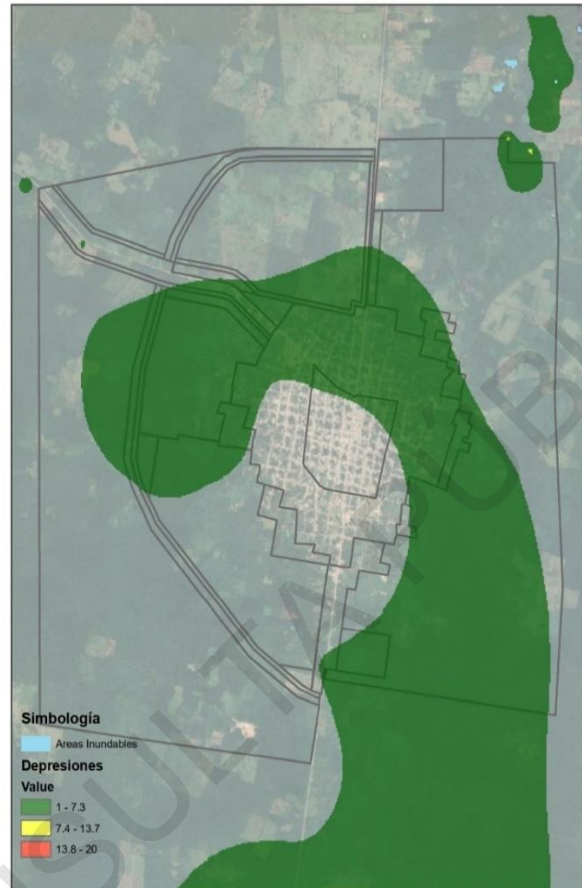 Simbología
Areas Inundables
Depresiones
Value
1 - 7.3
7.4 - 13.7
13.8 - 20